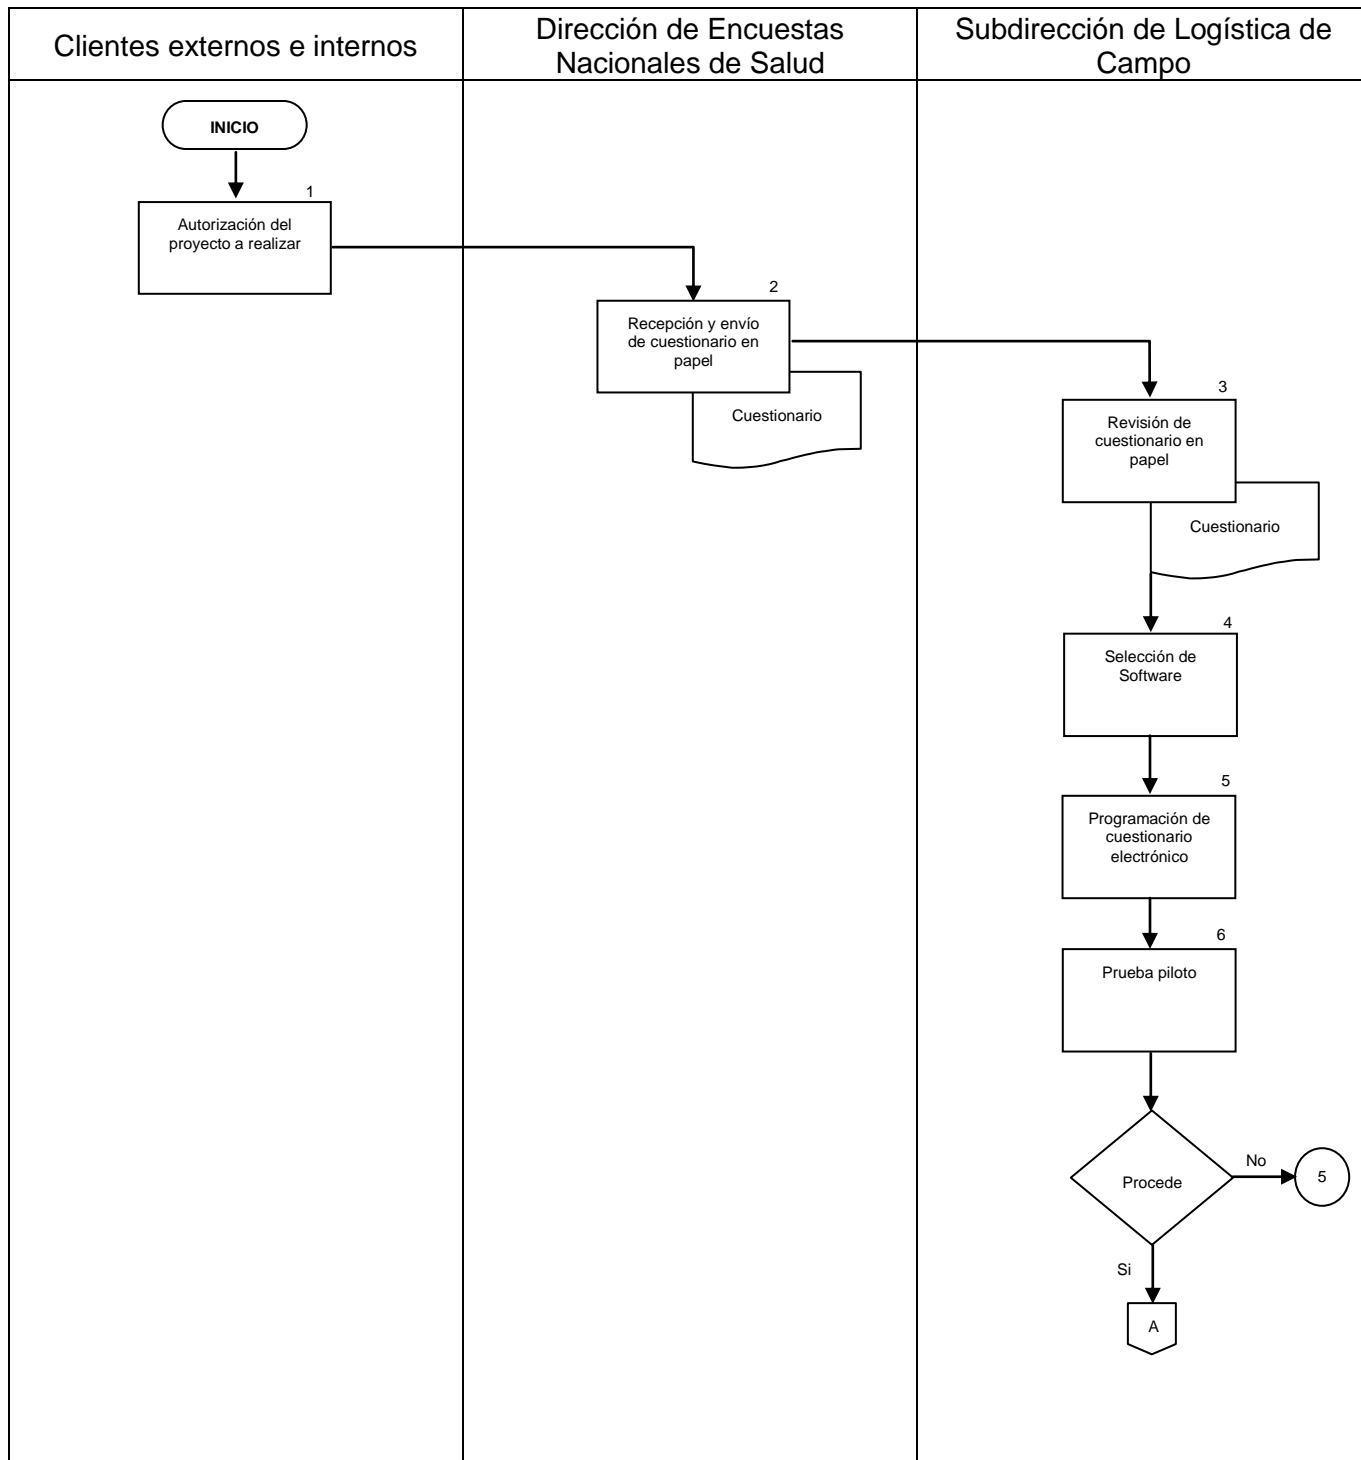 Clientes externos e internos
Dirección de Encuestas
Nacionales de Salud
Subdirección de Logística de
Campo
INICIO
1
Autorización del
proyecto a realizar
2
Recepción y envío
de cuestionario en
papel
Cuestionario
3
Revisión de
cuestionario en
papel
Cuestionario
4
Selección de
Software
5
Programación de
cuestionario
electrónico
6
Prueba piloto
Procede
No
5
Si
A